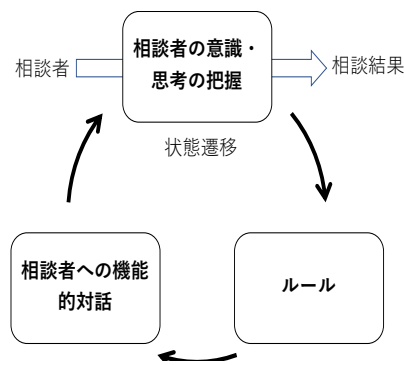 相談者の意識・
思考の把握
相談者
相談結果
状態遷移
相談者への機能
的対話
ルール